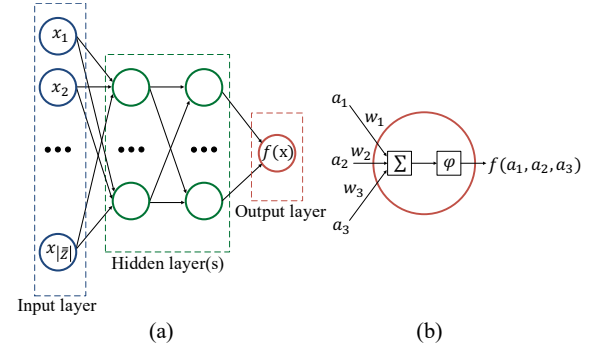 x₁
x₂
•••
•••
•••
x|z̄|
f(x)
Input layer
Hidden layer(s)
Output layer
(a)
a₁
w₁
a₂
w₂
w₃
a₃
Σ
φ
f(a₁, a₂, a₃)
(b)